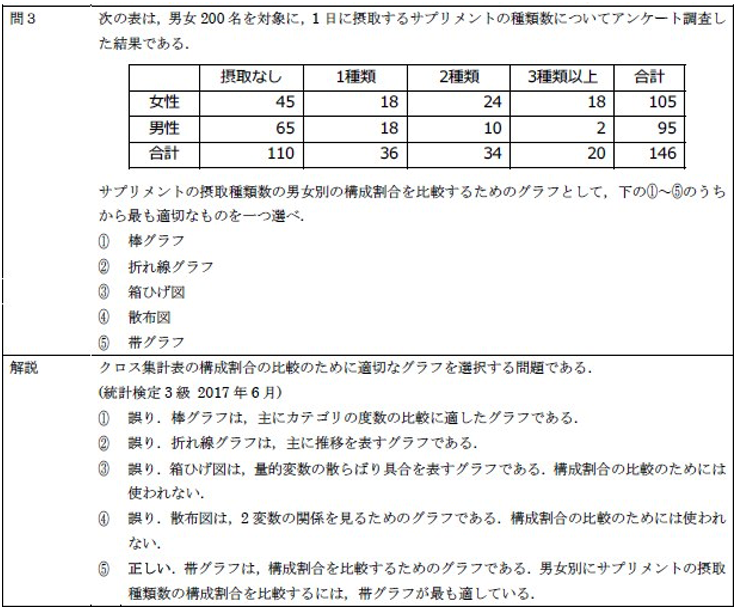 問３ 次の表は，男女 200 名を対象に，1 日に摂取するサプリメントの種類数についてアンケート調査し
た結果である．
摂取なし 1種類 2種類 3種類以上 合計
女性 45 18 24 18 105
男性 65 18 10 2 95
合計 110 36 34 20 146
サプリメントの摂取種類数の男女別の構成割合を比較するためのグラフとして，下の①～⑤のうち
から最も適切なものを一つ選べ．
① 棒グラフ
② 折れ線グラフ
③ 箱ひげ図
④ 散布図
⑤ 帯グラフ
解説 クロス集計表の構成割合の比較のために適切なグラフを選択する問題である．
(統計検定 3 級 2017 年 6 月)
① 誤り．棒グラフは，主にカテゴリの度数の比較に適したグラフである．
② 誤り．折れ線グラフは，主に推移を表すグラフである．
③ 誤り．箱ひげ図は，量的変数の散らばり具合を表すグラフである．構成割合の比較のためには
使われない．
④ 誤り．散布図は，2 変数の関係を見るためのグラフである．構成割合の比較のためには使われ
ない．
⑤ 正しい．帯グラフは，構成割合を比較するためのグラフである．男女別にサプリメントの摂取
種類数の構成割合を比較するには，帯グラフが最も適している．